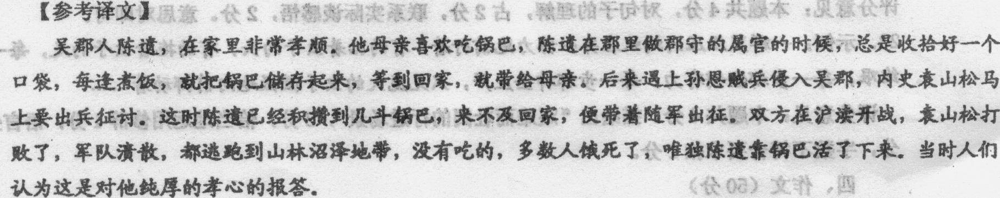 【参考译文】
吴郡人陈遗，在家里非常孝顺。他母亲喜欢吃锅巴，陈遗在郡里做郡守的属官的时候，总是收拾好一个
口袋，每逢煮饭，就把锅巴储存起来，等到回家，就带给母亲。后来遇上孙恩贼兵侵入吴郡，内史袁山松马
上要出兵征讨。这时陈遗已经积攒到几斗锅巴，来不及回家，便带着随军出征。双方在沪渎开战，袁山松打
败了，军队溃散，都逃跑到山林沼泽地带，没有吃的，多数人饿死了，唯独陈遗靠锅巴活了下来。当时人们
认为这是对他纯厚的孝心的报答。
四、作文（50分）